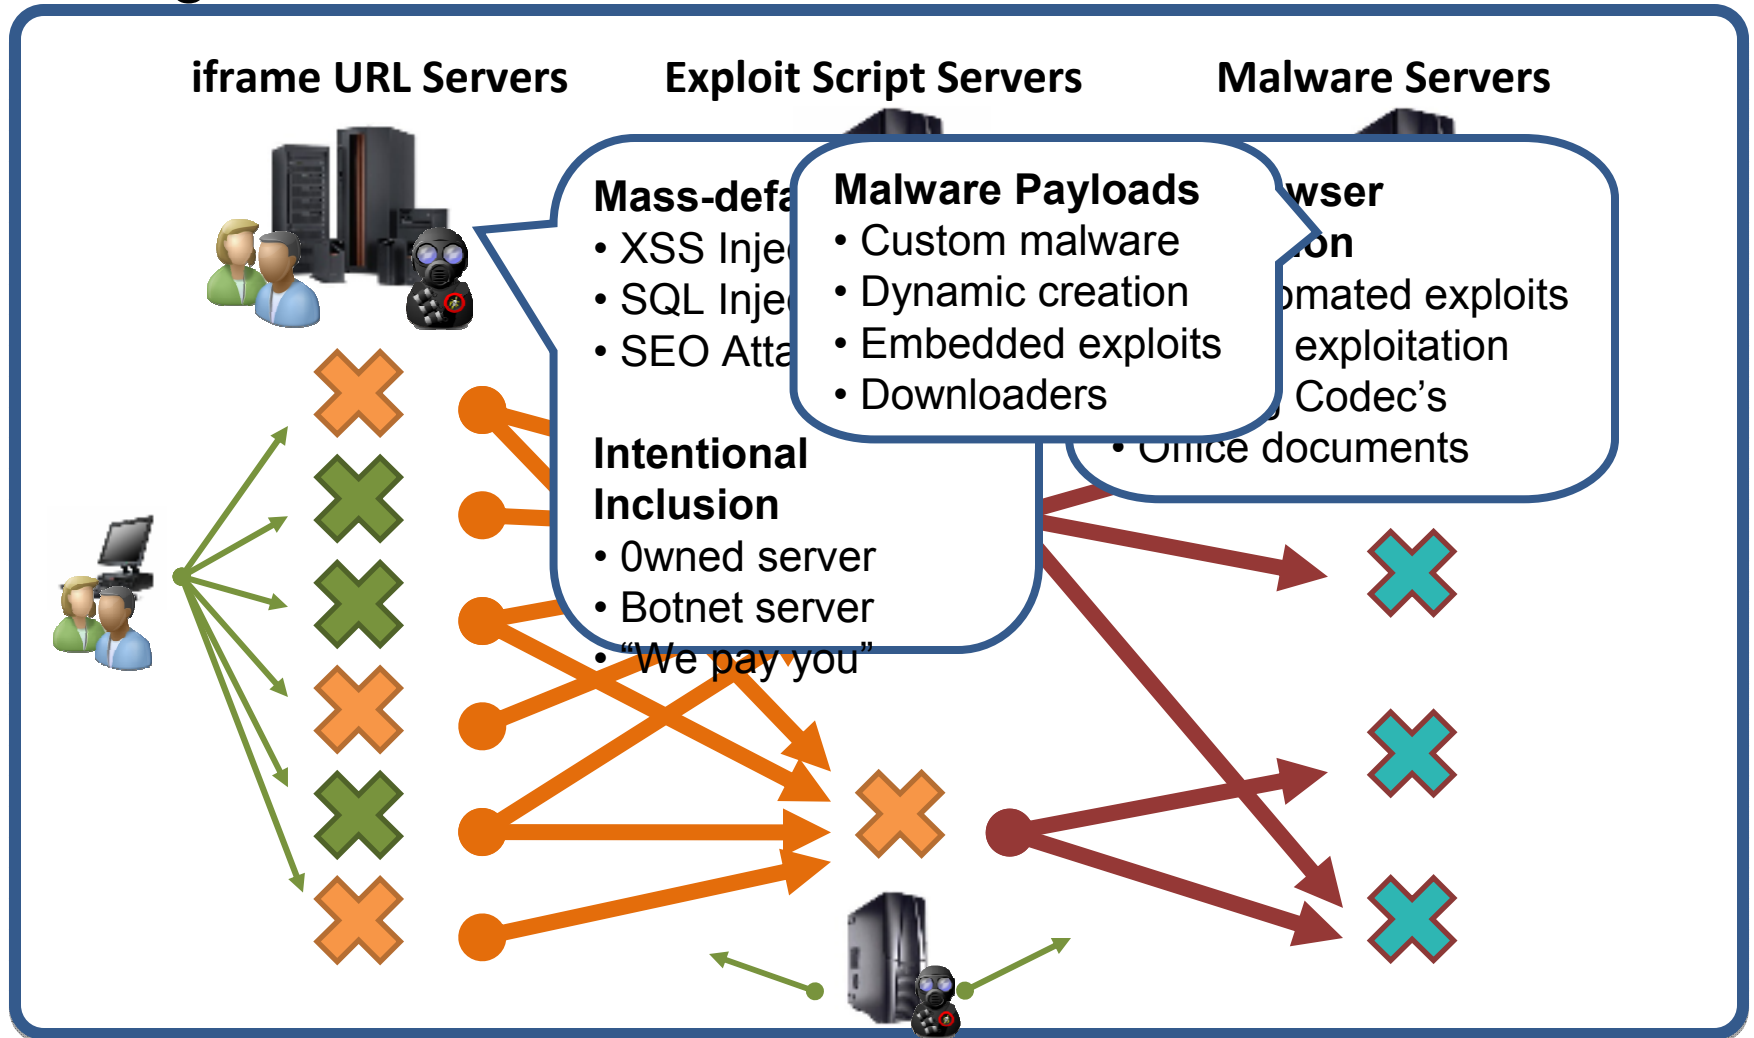 iframe URL Servers
Exploit Script Servers
Malware Servers
Mass-defa
• XSS Inje
• SQL Inje
• SEO Atta
Intentional
Inclusion
• 0wned server
• Botnet server
• “We pay you”
Malware Payloads
• Custom malware
• Dynamic creation
• Embedded exploits
• Downloaders
wser
on
omated exploits
exploitation
Codec’s
• Office documents